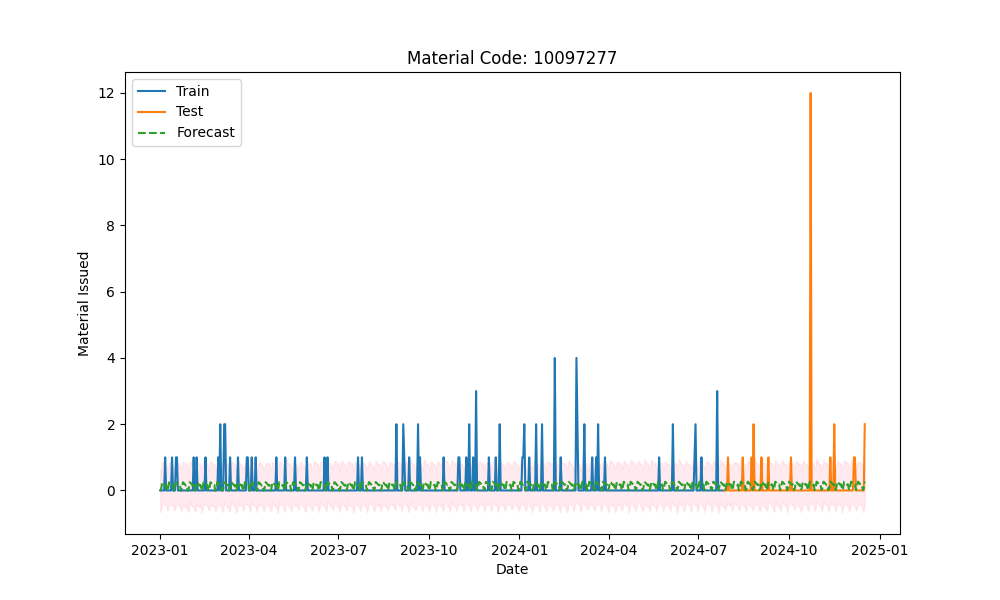 Material Code: 10097277
Train
Test
Forecast
12
10
8
6
4
2
0
Material Issued
2023-01 2023-04 2023-07 2023-10 2024-01 2024-04 2024-07 2024-10 2025-01
Date